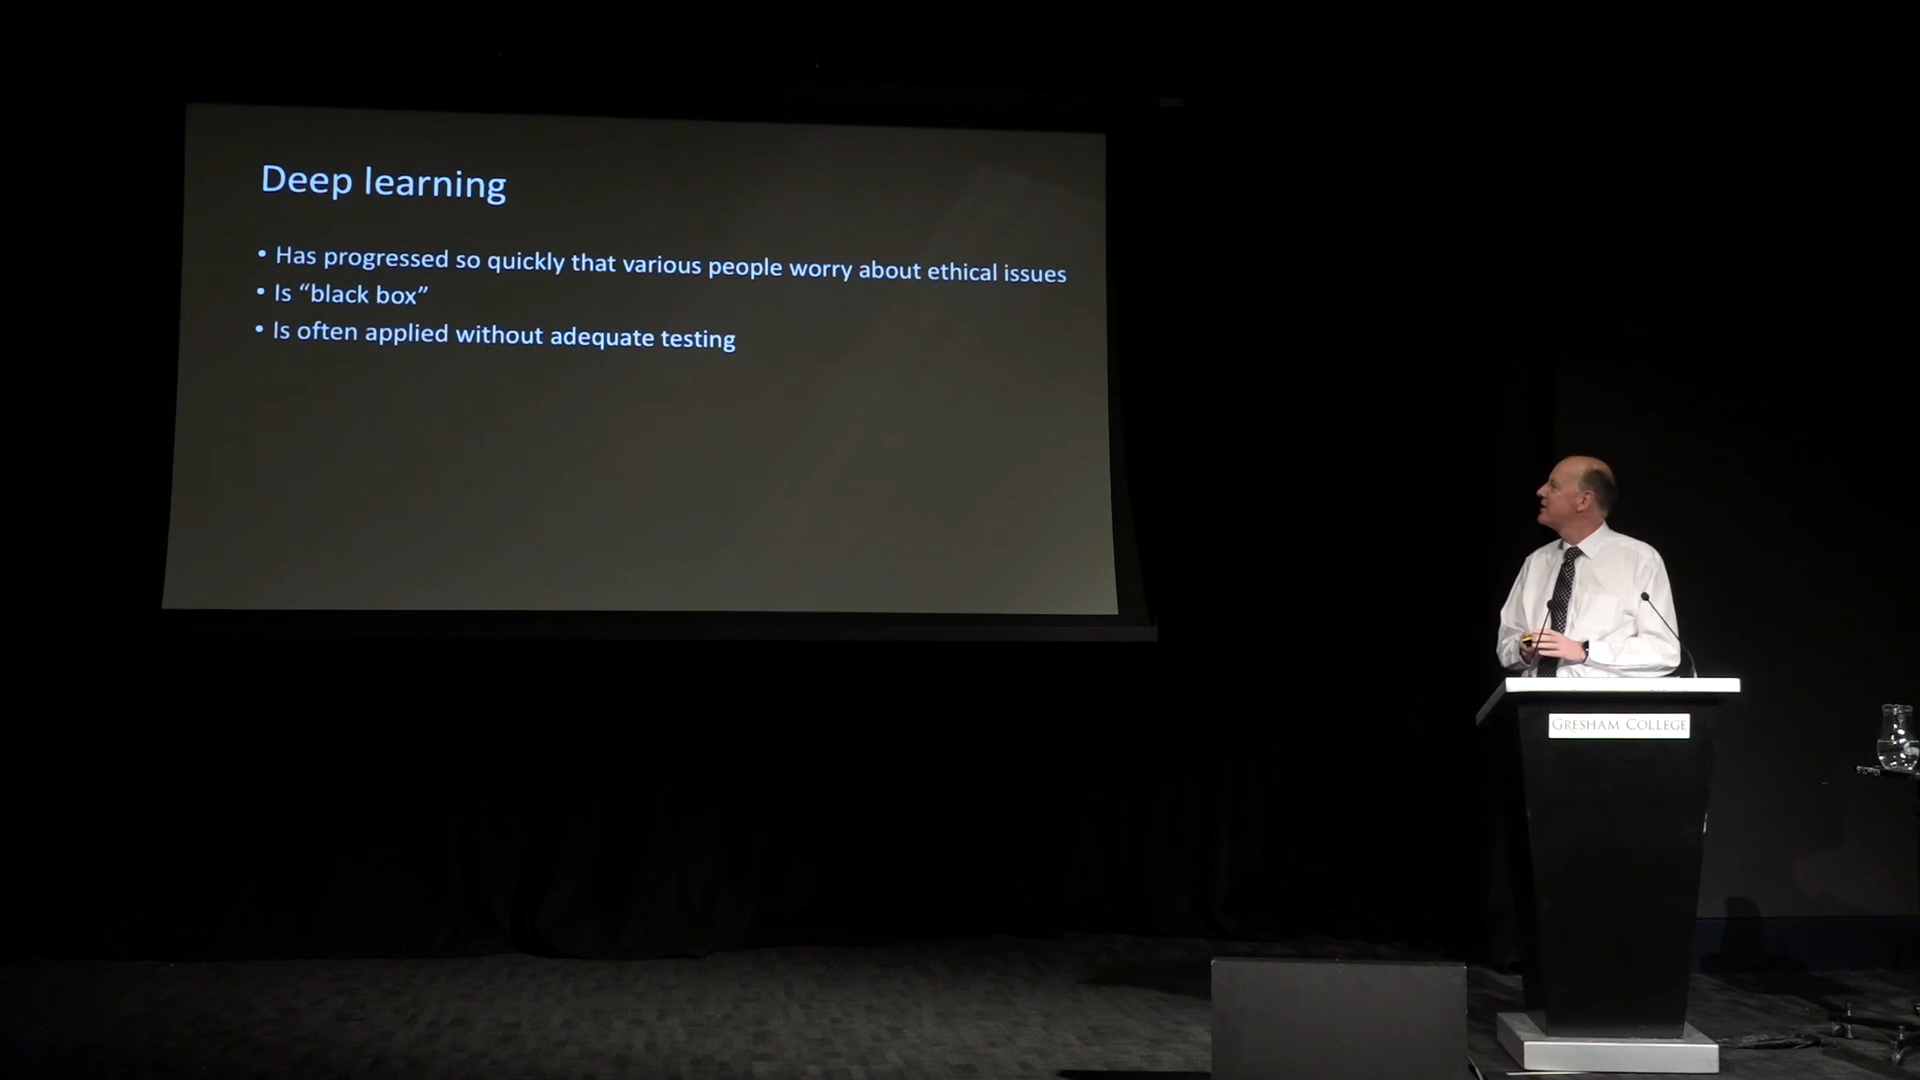 Deep learning
• Has progressed so quickly that various people worry about ethical issues
• Is “black box”
• Is often applied without adequate testing
GRESHAM COLLEGE